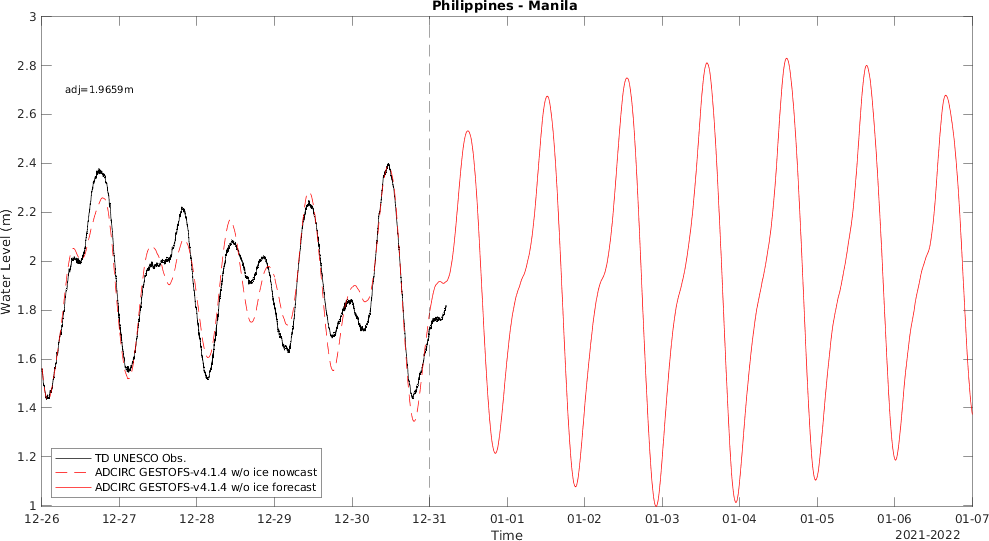 Philippines - Manila
adj=1.9659m
Water Level (m)
3
2.8
2.6
2.4
2.2
2
1.8
1.6
1.4
1.2
1
TD UNESCO Obs.
ADCIRC GESTOFS-v4.1.4 w/o ice nowcast
ADCIRC GESTOFS-v4.1.4 w/o ice forecast
12-26 12-27 12-28 12-29 12-30 12-31 01-01 01-02 01-03 01-04 01-05 01-06 01-07
Time
2021-2022